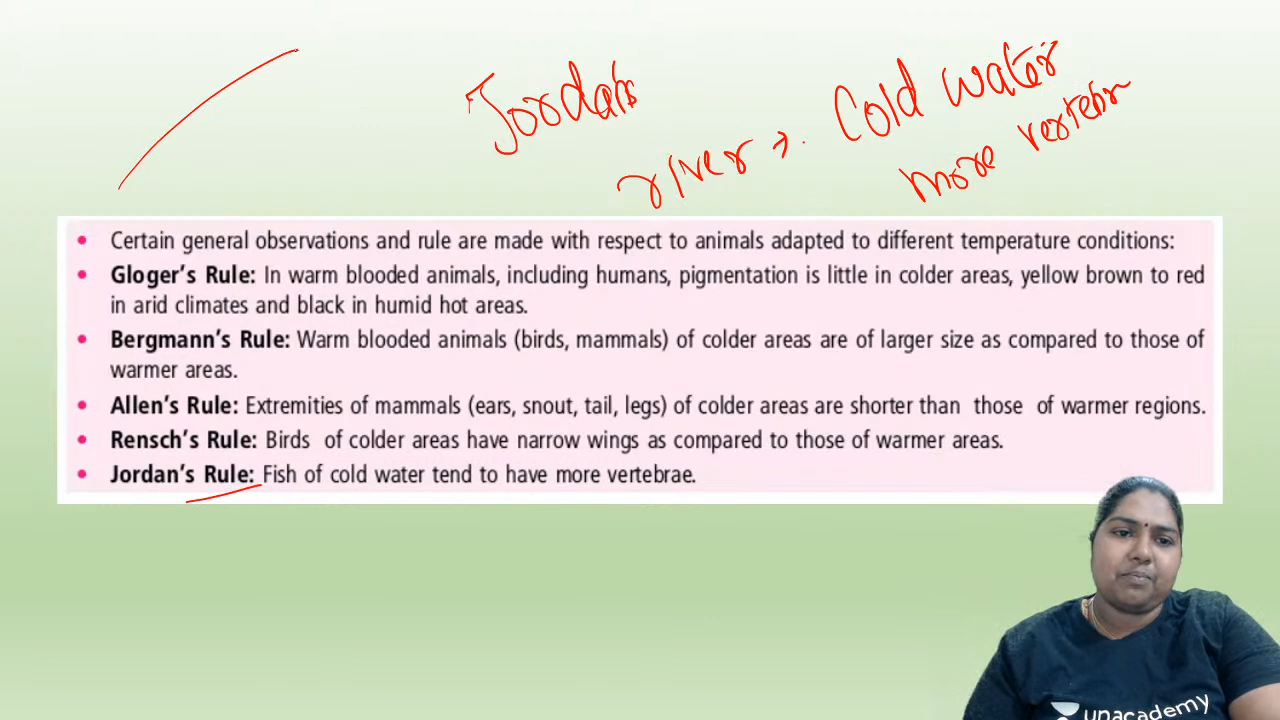 Jordan's
river → Cold water
more vertebr
• Certain general observations and rule are made with respect to animals adapted to different temperature conditions:
• Gloger's Rule: In warm blooded animals, including humans, pigmentation is little in colder areas, yellow brown to red
in arid climates and black in humid hot areas.
• Bergmann's Rule: Warm blooded animals (birds, mammals) of colder areas are of larger size as compared to those of
warmer areas.
• Allen's Rule: Extremities of mammals (ears, snout, tail, legs) of colder areas are shorter than those of warmer regions.
• Rensch's Rule: Birds of colder areas have narrow wings as compared to those of warmer areas.
• Jordan's Rule: Fish of cold water tend to have more vertebrae.
unacademy